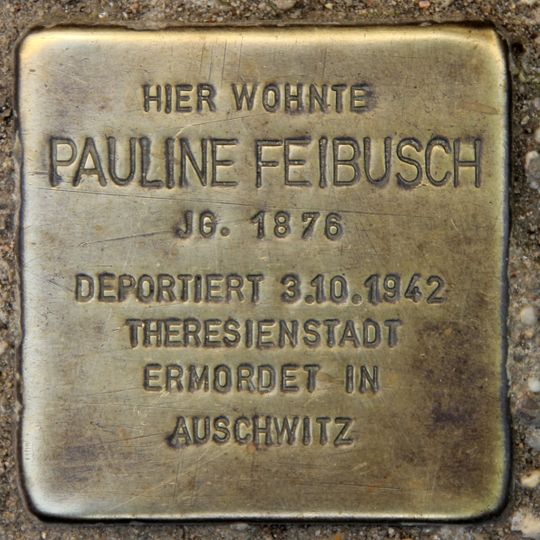 HIER WOHNTE
PAULINE FEIBUSCH
JG. 1876
DEPORTIERT 3.10.1942
THERESIENSTADT
ERMORDET IN
AUSCHWITZ